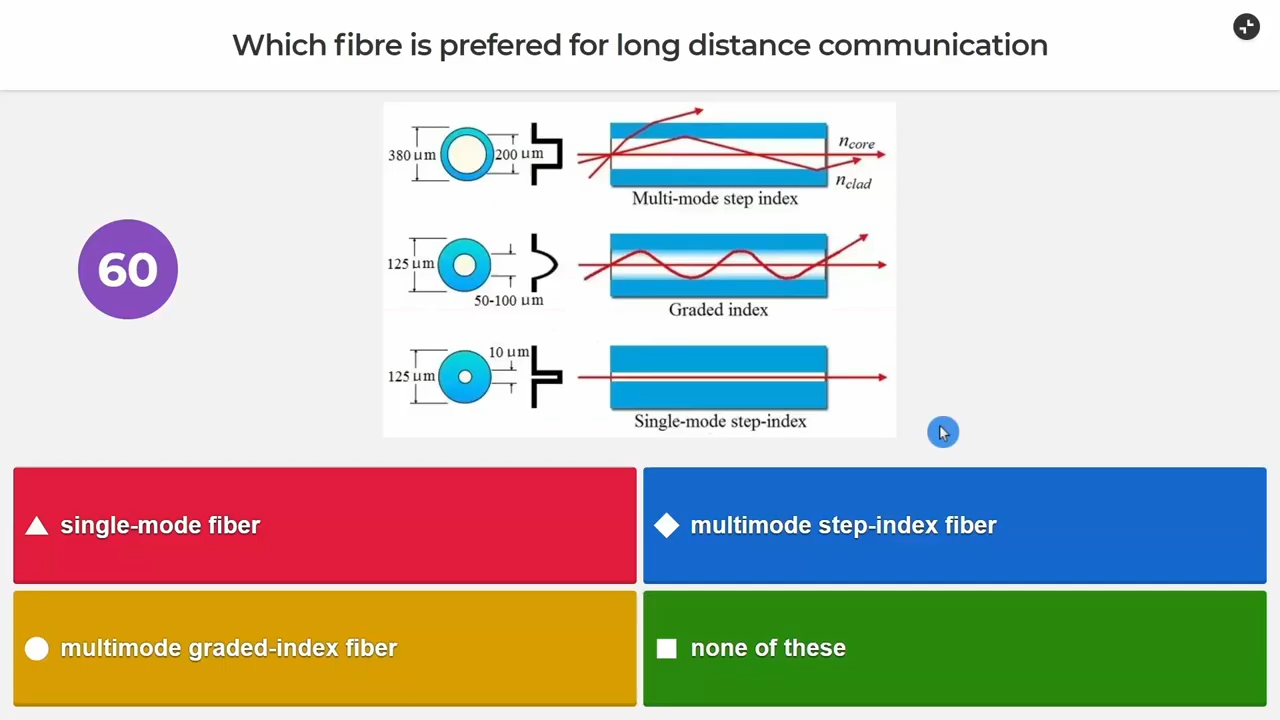 Which fibre is prefered for long distance communication
380 um
200 um
n_core
n_clad
Multi-mode step index
60
125 um
50-100 um
Graded index
10 um
125 um
Single-mode step-index
single-mode fiber
multimode step-index fiber
multimode graded-index fiber
none of these